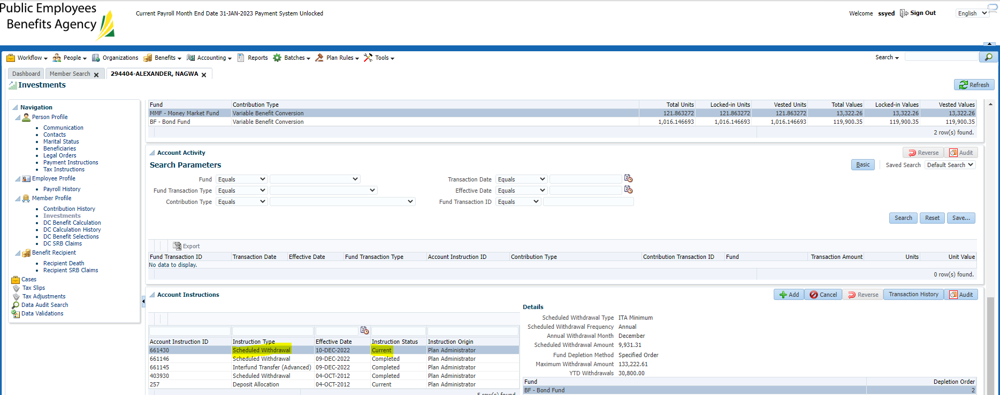 Public Employees
Benefits Agency
Current Payroll Month End Date 31-JAN-2023 Payment System Unlocked
Welcome ssyed Sign Out English
Workflow People Organizations Benefits Accounting Reports Batches Plan Rules Tools Search
Dashboard Member Search 294404-ALEXANDER, NAGWA
Investments Refresh
Navigation
Person Profile
Communication
Contacts
Marital Status
Beneficiaries
Legal Orders
Payment Instructions
Tax Instructions
Employee Profile
Payroll History
Member Profile
Contribution History
Investments
DC Benefit Calculation
DC Calculation History
DC Benefit Selections
DC SRB Claims
Benefit Recipient
Recipient Death
Recipient SRB Claims
Cases
Tax Slips
Tax Adjustments
Data Audit Search
Data Validations
Fund Contribution Type Total Units Locked-in Units Vested Units Total Values Locked-in Values Vested Values
MMF - Money Market Fund Variable Benefit Conversion 121.863272 121.863272 121.863272 13,322.26 13,322.26 13,322.26
BF - Bond Fund Variable Benefit Conversion 1,016.146693 1,016.146693 1,016.146693 119,900.35 119,900.35 119,900.35
2 row(s) found.
Account Activity Reverse Audit
Search Parameters Basic Saved Search Default Search
Fund Equals Transaction Date Equals
Fund Transaction Type Equals Effective Date Equals
Contribution Type Equals Fund Transaction ID Equals
Search Reset Save...
Export
Fund Transaction ID Transaction Date Effective Date Fund Transaction Type Account Instruction ID Contribution Type Contribution Transaction ID Fund Transaction Amount Units Unit Value
No data to display.
0 row(s) found.
Account Instructions Add Cancel Reverse Transaction History Audit
Account Instruction ID Instruction Type Effective Date Instruction Status Instruction Origin
661430 Scheduled Withdrawal 10-DEC-2022 Current Plan Administrator
661146 Scheduled Withdrawal 09-DEC-2022 Completed Plan Administrator
661145 Interfund Transfer (Advanced) 09-DEC-2022 Completed Plan Administrator
403930 Scheduled Withdrawal 04-OCT-2012 Completed Plan Administrator
257 Deposit Allocation 04-OCT-2012 Current Plan Administrator
5 row(s) found
Details
Scheduled Withdrawal Type ITA Minimum
Scheduled Withdrawal Frequency Annual
Annual Withdrawal Month December
Scheduled Withdrawal Amount 9,931.31
Fund Depletion Method Specified Order
Maximum Withdrawal Amount 133,222.61
YTD Withdrawals 30,800.00
Fund Depletion Order
BF - Bond Fund 2